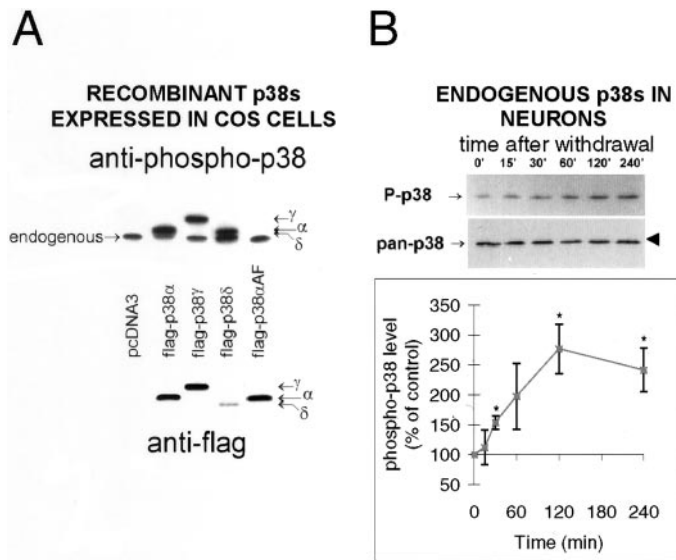 A
RECOMBINANT p38s
EXPRESSED IN COS CELLS
anti-phospho-p38
endogenous→
←γ
←α
←δ
pcDNA3
flag-p38α
flag-p38γ
flag-p38δ
flag-p38αAF
←γ
←α
←δ
anti-flag
B
ENDOGENOUS p38s IN
NEURONS
time after withdrawal
0' 15' 30' 60' 120' 240'
P-p38 →
pan-p38 →
phospho-p38 level
(% of control)
400
350
300
250
200
150
100
50
* * *
0 60 120 180 240
Time (min)